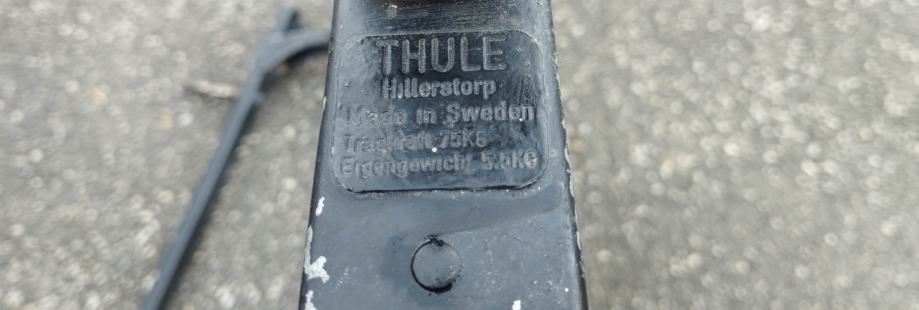 THULE
Hillerstorp
Made in Sweden
Tragkraft 75KG
Eigengewicht 5.5KG